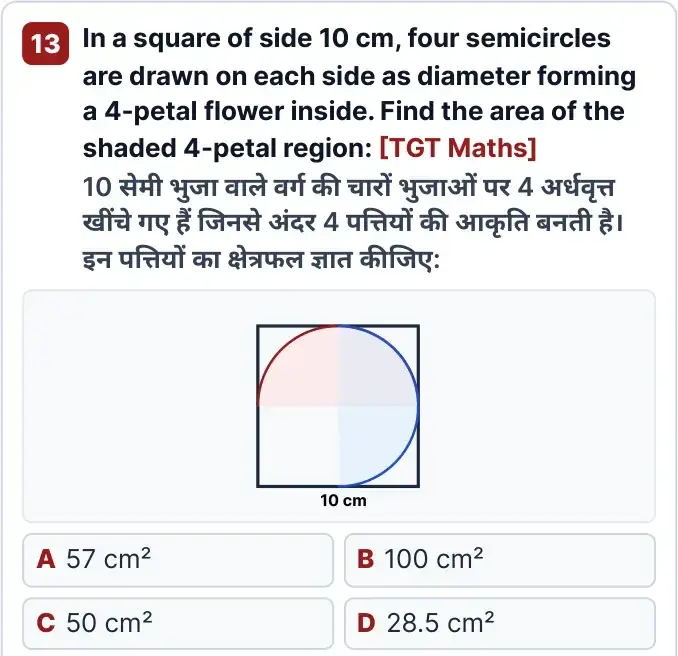 13 In a square of side 10 cm, four semicircles
are drawn on each side as diameter forming
a 4-petal flower inside. Find the area of the
shaded 4-petal region: [TGT Maths]
10 सेमी भुजा वाले वर्ग की चारों भुजाओं पर 4 अर्धवृत्त
खींचे गए हैं जिनसे अंदर 4 पत्तियों की आकृति बनती है।
इन पत्तियों का क्षेत्रफल ज्ञात कीजिए:
10 cm
A 57 cm²
B 100 cm²
C 50 cm²
D 28.5 cm²